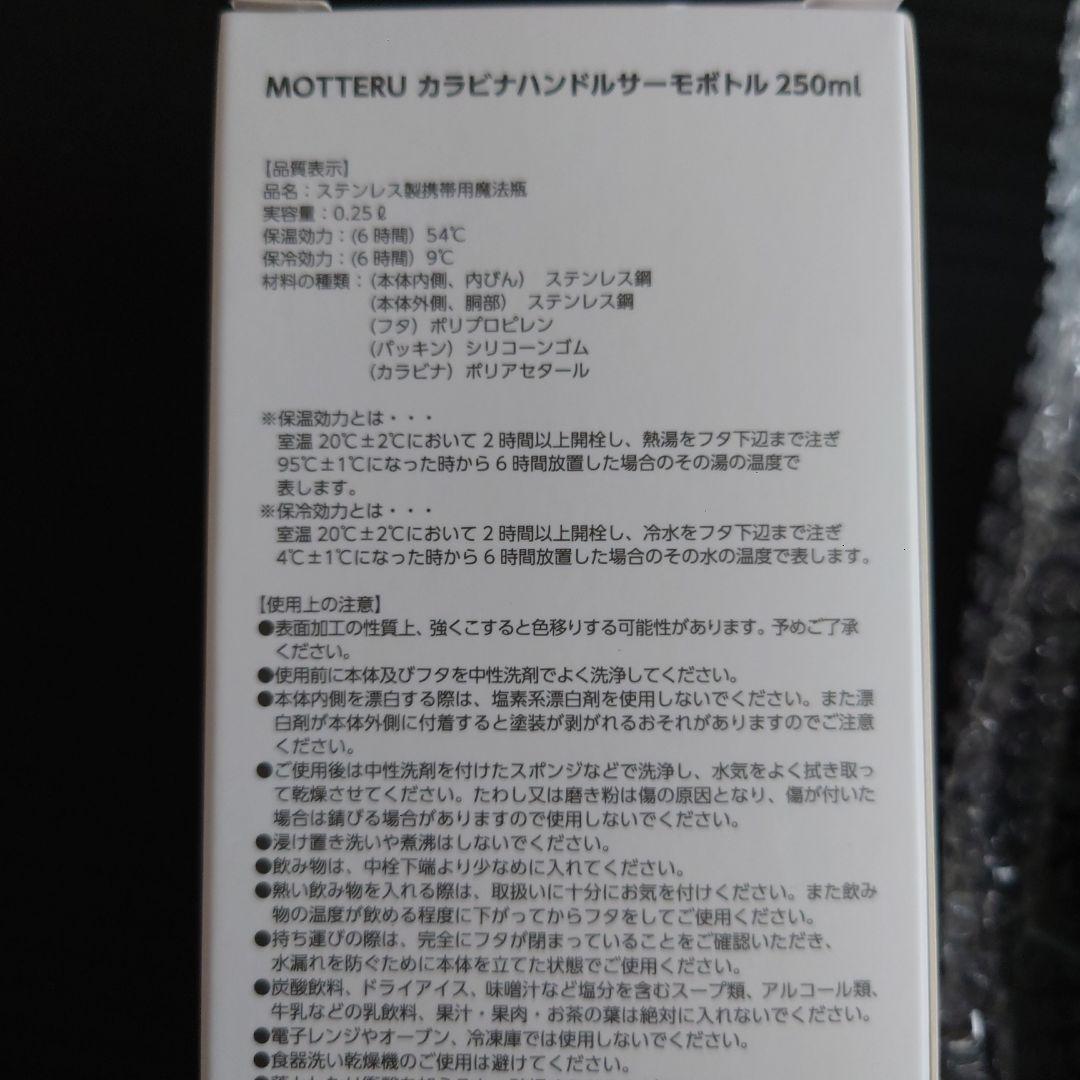 MOTTERU カラビナハンドルサーモボトル 250ml
【品質表示】
品名：ステンレス製携帯用魔法瓶
実容量：0.25ℓ
保温効力：(6 時間) 54℃
保冷効力：(6 時間) 9℃
材料の種類：(本体内側、内びん) ステンレス鋼
(本体外側、胴部) ステンレス鋼
(フタ) ポリプロピレン
(パッキン) シリコーンゴム
(カラビナ) ポリアセタール
※保温効力とは・・・
室温 20℃±2℃において 2 時間以上開栓し、熱湯をフタ下辺まで注ぎ
95℃±1℃になった時から 6 時間放置した場合のその湯の温度で
表します。
※保冷効力とは・・・
室温 20℃±2℃において 2 時間以上開栓し、冷水をフタ下辺まで注ぎ
4℃±1℃になった時から 6 時間放置した場合のその水の温度で表します。
【使用上の注意】
●表面加工の性質上、強くこすると色移りする可能性があります。予めご了承
ください。
●使用前に本体及びフタを中性洗剤でよく洗浄してください。
●本体内側を漂白する際は、塩素系漂白剤を使用しないでください。また漂
白剤が本体外側に付着すると塗装が剥がれるおそれがありますのでご注意
ください。
●ご使用後は中性洗剤を付けたスポンジなどで洗浄し、水気をよく拭き取っ
て乾燥させてください。たわし又は磨き粉は傷の原因となり、傷が付いた
場合は錆びる場合がありますので使用しないでください。
●浸け置き洗いや煮沸はしないでください。
●飲み物は、中栓下端より少なめに入れてください。
●熱い飲み物を入れる際は、取扱いに十分にお気を付けください。また飲み
物の温度が飲める程度に下がってからフタをしてご使用ください。
●持ち運びの際は、完全にフタが閉まっていることをご確認いただき、
水漏れを防ぐために本体を立てた状態でご使用ください。
●炭酸飲料、ドライアイス、味噌汁など塩分を含むスープ類、アルコール類、
牛乳などの乳飲料、果汁・果肉・お茶の葉は絶対に入れないでください。
●電子レンジやオーブン、冷凍庫では使用しないでください。
●食器洗い乾燥機のご使用は避けてください。